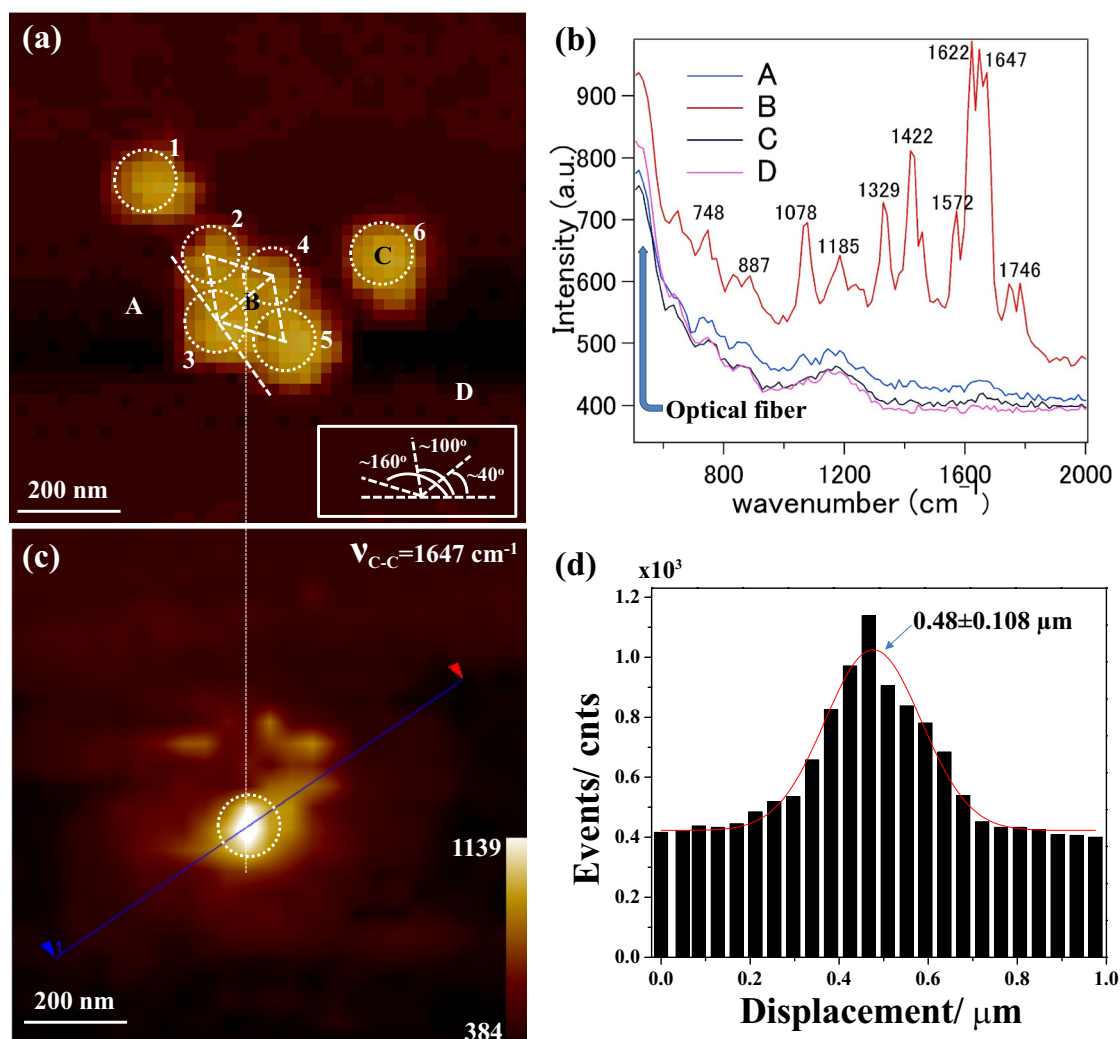 (a)
1
2
4
6
C
A
B
3
5
D
~100°
~160°
~40°
200 nm
(b)
1622
1647
1422
1572
1329
1078
748
1185
887
1746
A
B
C
D
900
800
700
600
500
400
Intensity (a.u.)
Optical fiber
800
1200
1600
2000
wavenumber (cm⁻¹)
(c)
νC-C=1647 cm-1
1
1139
384
200 nm
(d)
x10³
0.48±0.108 µm
1.2
1.0
0.8
0.6
0.4
0.2
0.0
Events/ cnts
0.0
0.2
0.4
0.6
0.8
1.0
Displacement/ µm